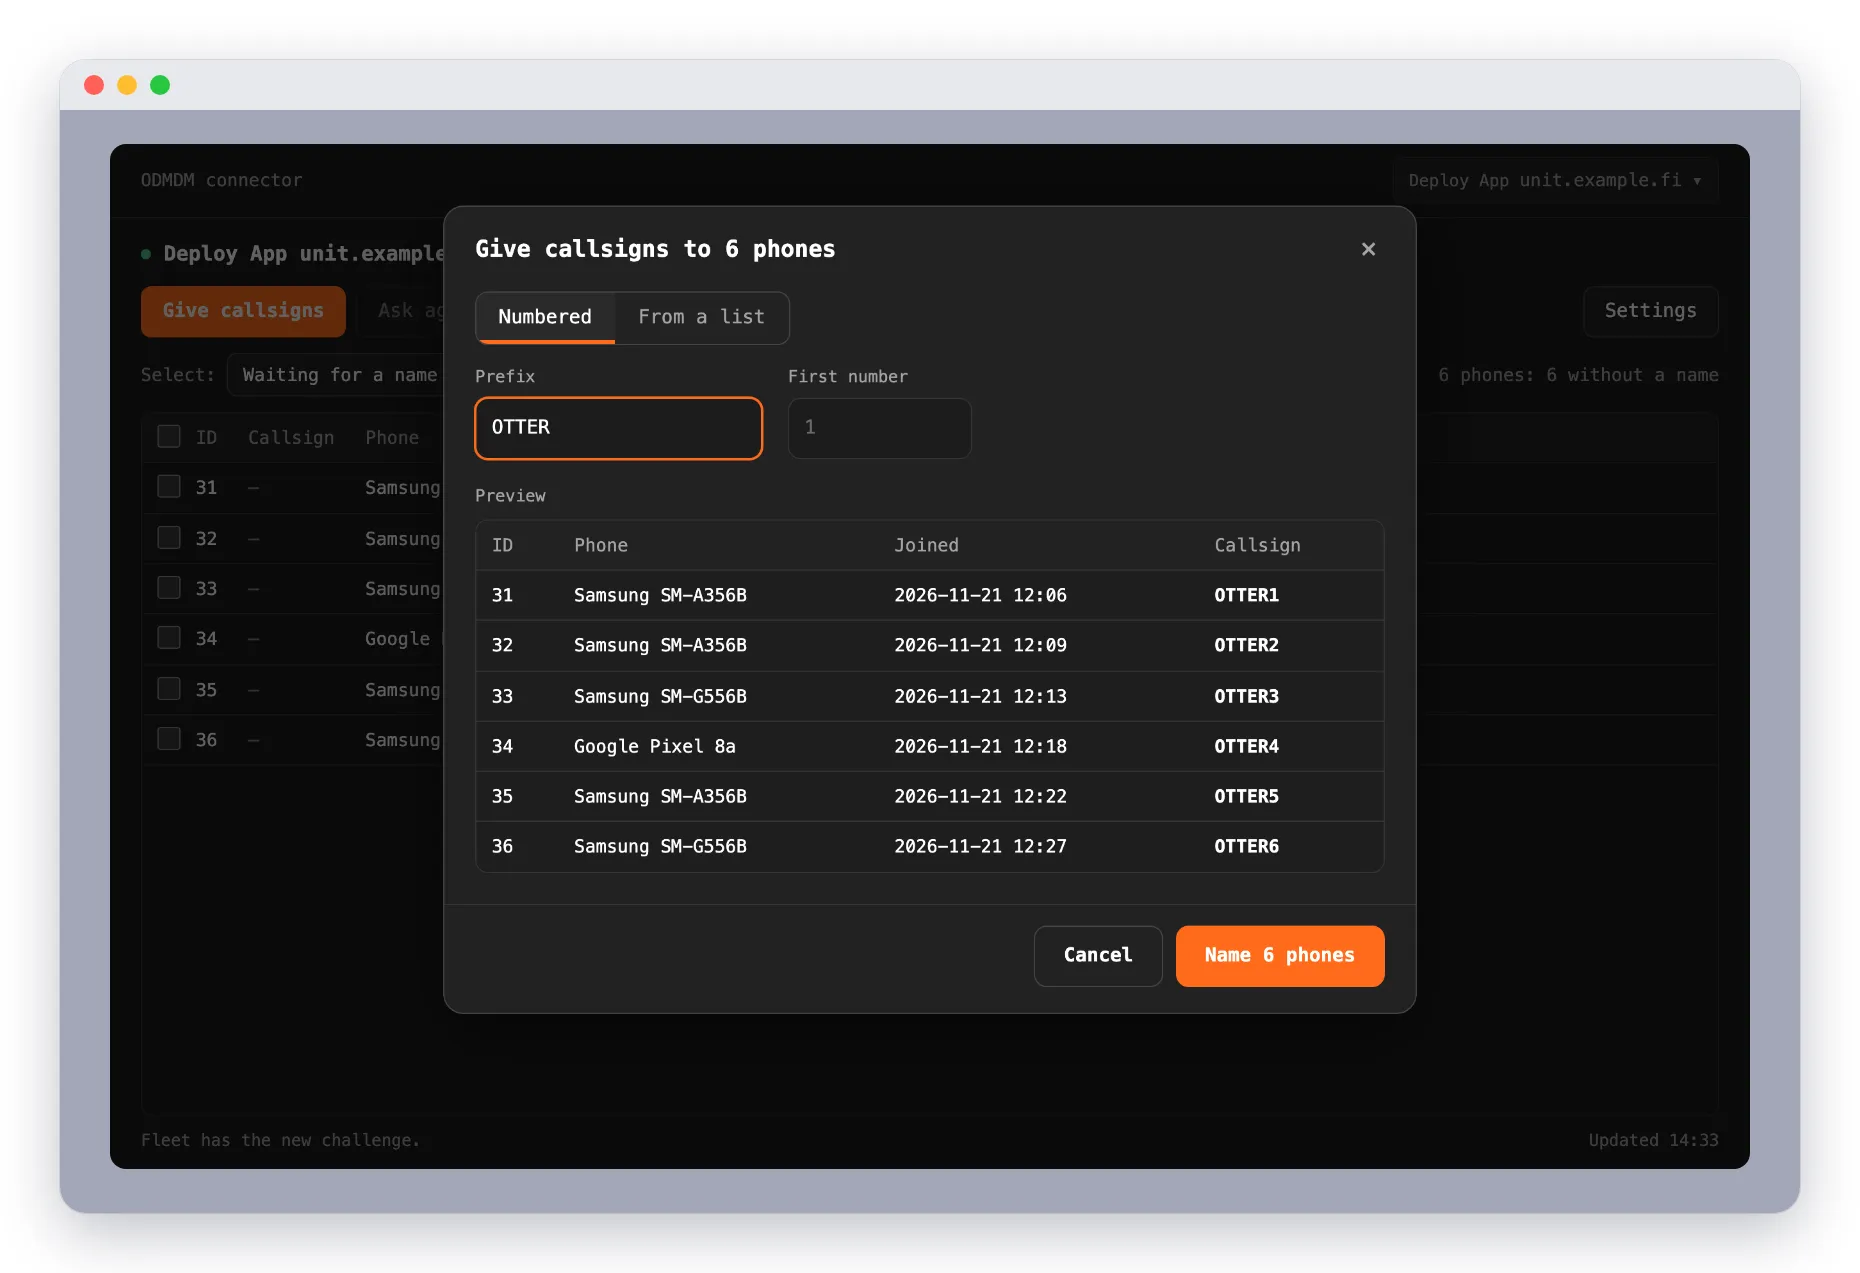 ODMDM connector
Deploy App unit.example.fi ▾
Deploy App unit.example
Give callsigns
Ask ag
Settings
Select: Waiting for a name
6 phones: 6 without a name
ID Callsign Phone
31 – Samsung
32 – Samsung
33 – Samsung
34 – Google
35 – Samsung
36 – Samsung
Give callsigns to 6 phones ×
Numbered From a list
Prefix First number
OTTER 1
Preview
ID Phone Joined Callsign
31 Samsung SM-A356B 2026-11-21 12:06 OTTER1
32 Samsung SM-A356B 2026-11-21 12:09 OTTER2
33 Samsung SM-G556B 2026-11-21 12:13 OTTER3
34 Google Pixel 8a 2026-11-21 12:18 OTTER4
35 Samsung SM-A356B 2026-11-21 12:22 OTTER5
36 Samsung SM-G556B 2026-11-21 12:27 OTTER6
Cancel Name 6 phones
Fleet has the new challenge.
Updated 14:33